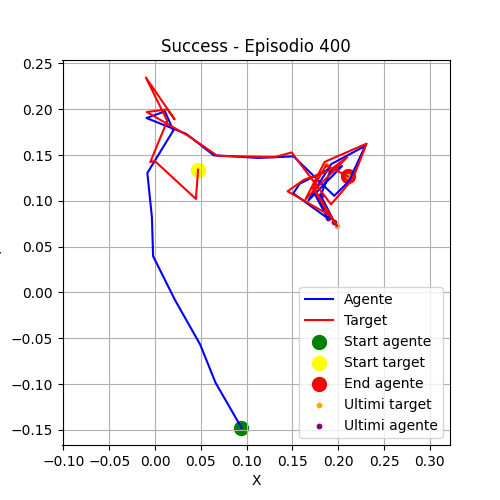 Success - Episodio 400
0.25
0.20
0.15
0.10
0.05
0.00
−0.05
−0.10
−0.15
Agente
Target
Start agente
Start target
End agente
Ultimi target
Ultimi agente
−0.10 −0.05 0.00 0.05 0.10 0.15 0.20 0.25 0.30
X